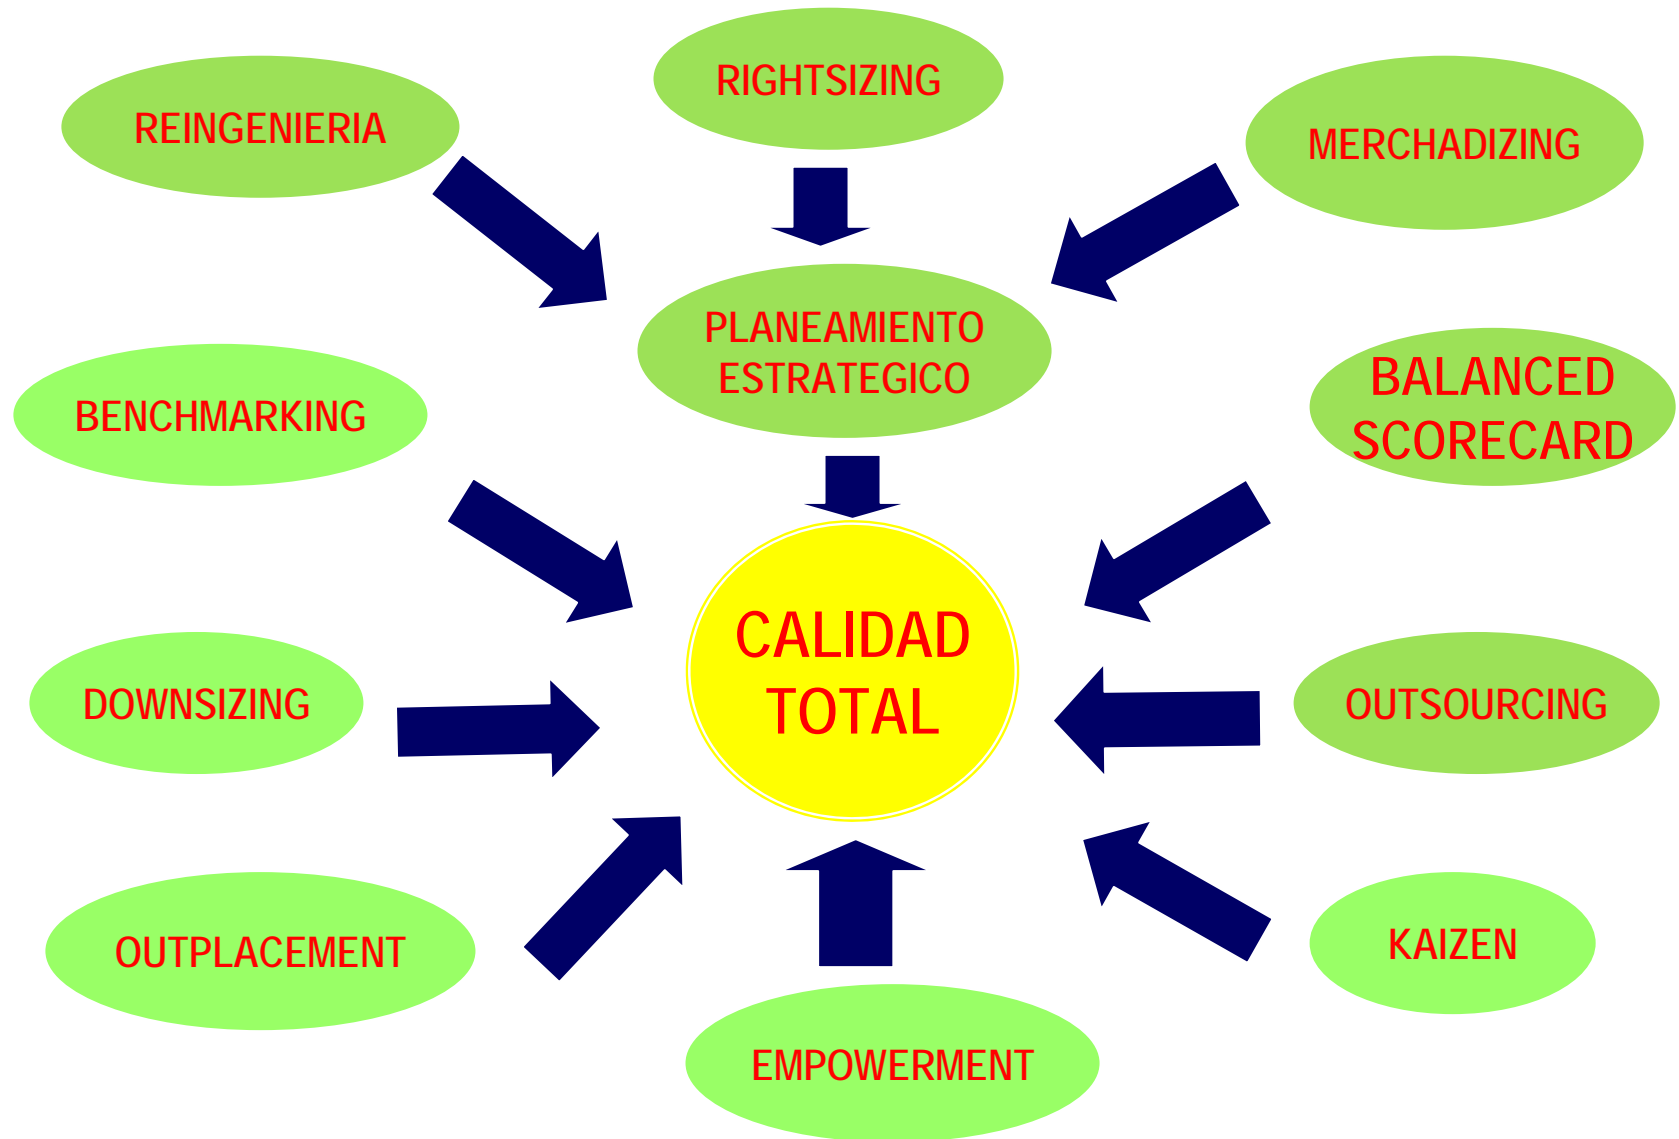 RIGHTSIZING
REINGENIERIA
MERCHADIZING
PLANEAMIENTO
ESTRATEGICO
BALANCED
SCORECARD
BENCHMARKING
CALIDAD
TOTAL
DOWNSIZING
OUTSOURCING
OUTPLACEMENT
KAIZEN
EMPOWERMENT